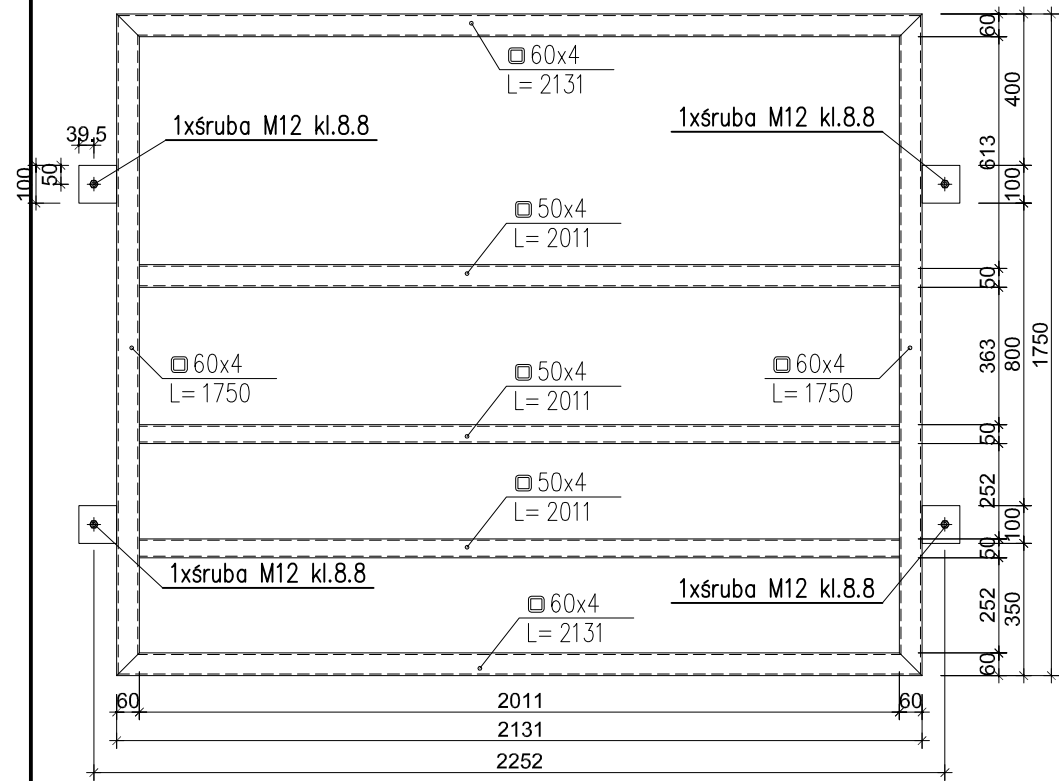 60x4
L= 2131
1xśruba M12 kl.8.8
1xśruba M12 kl.8.8
39,5
100
50
50x4
L= 2011
60x4
L= 1750
50x4
L= 2011
60x4
L= 1750
50x4
L= 2011
1xśruba M12 kl.8.8
1xśruba M12 kl.8.8
60x4
L= 2131
60
613
50
363
50
252
50
252
60
400
100
800
100
350
1750
60
2011
60
2131
2252